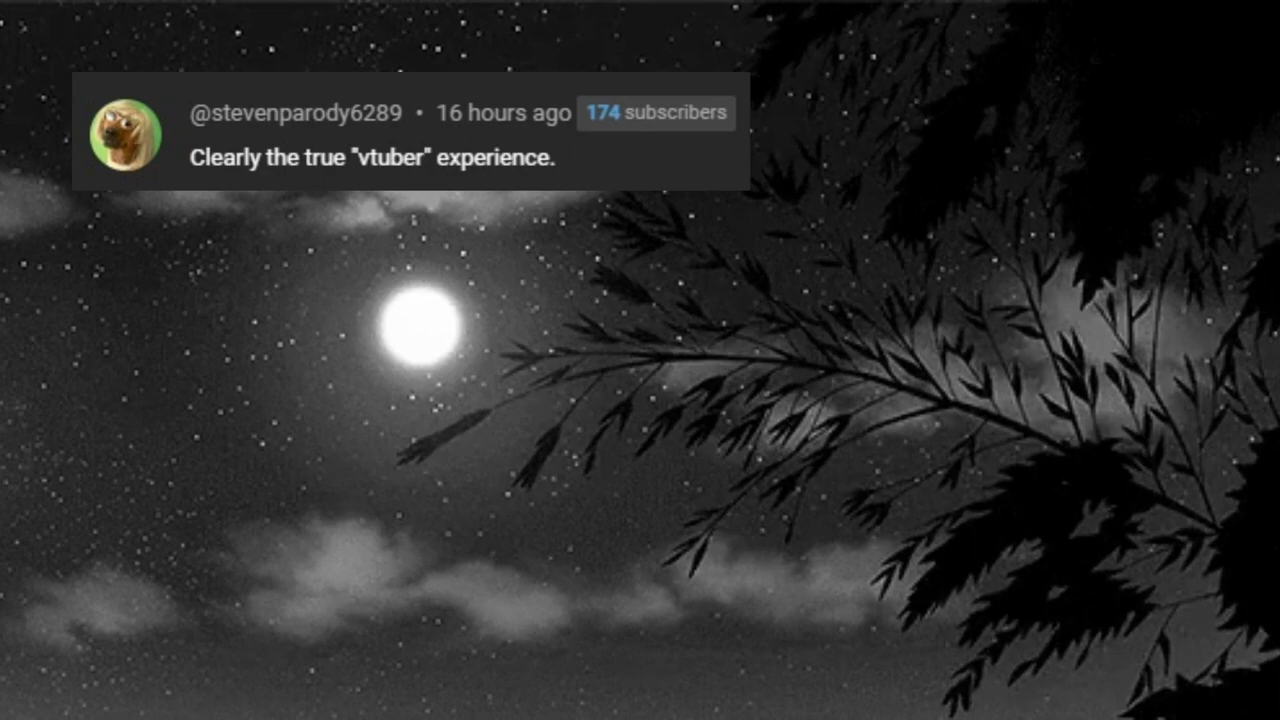 @stevenparody6289 • 16 hours ago 174 subscribers
Clearly the true "vtuber" experience.